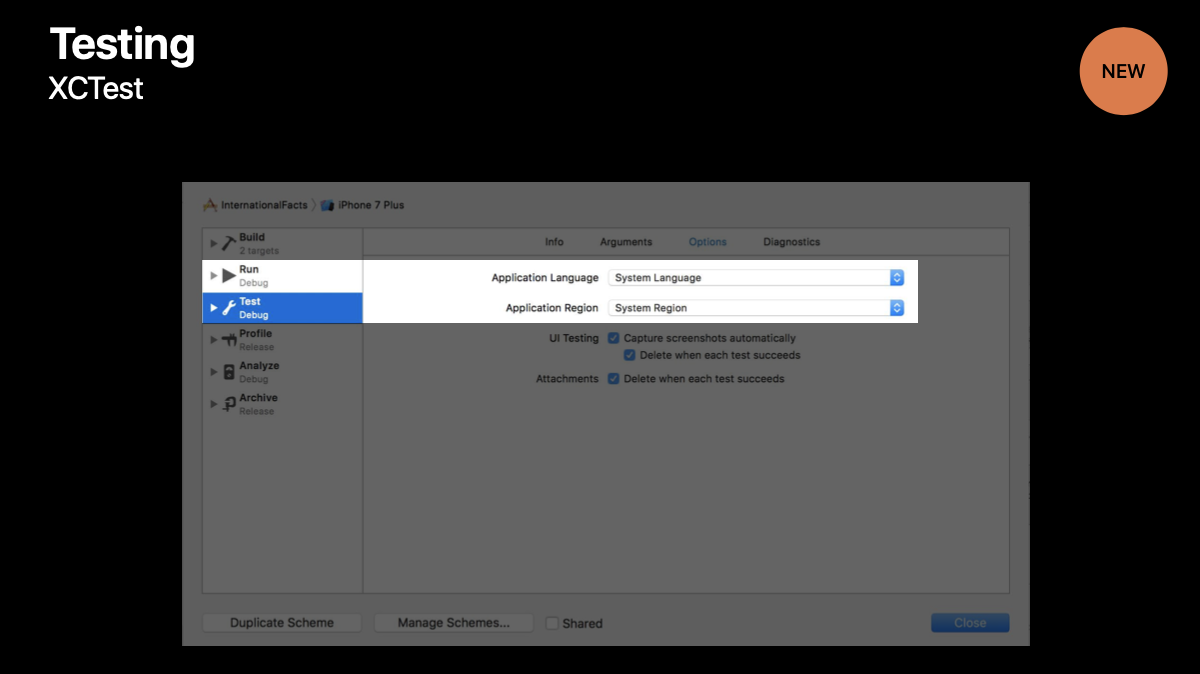 Testing
XCTest
NEW
InternationalFacts
iPhone 7 Plus
Build
2 targets
Run
Debug
Test
Debug
Profile
Release
Analyze
Debug
Archive
Release
Info Arguments Options Diagnostics
Application Language System Language
Application Region System Region
UI Testing Capture screenshots automatically
Delete when each test succeeds
Attachments Delete when each test succeeds
Duplicate Scheme Manage Schemes... Shared Close